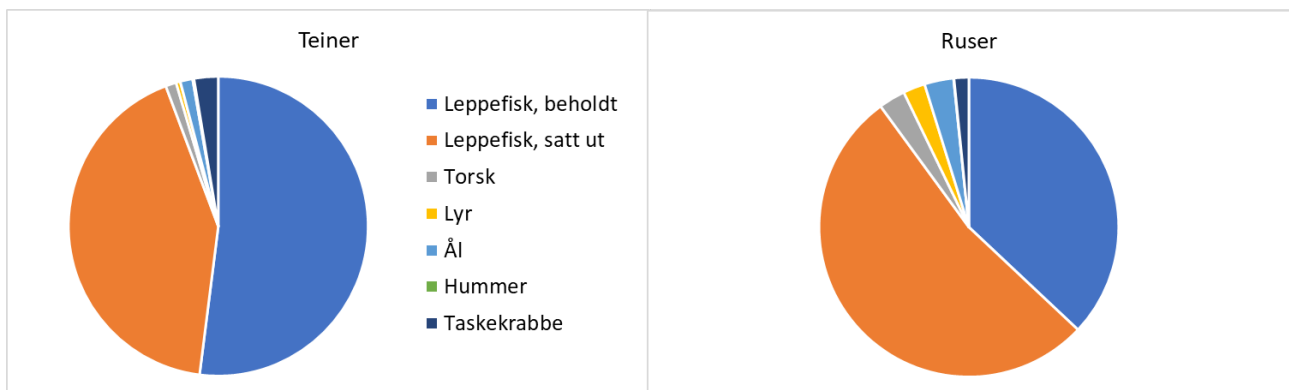 Teiner
Leppefisk, beholdt
Leppefisk, satt ut
Torsk
Lyr
Ål
Hummer
Taskekrabbe
Ruser